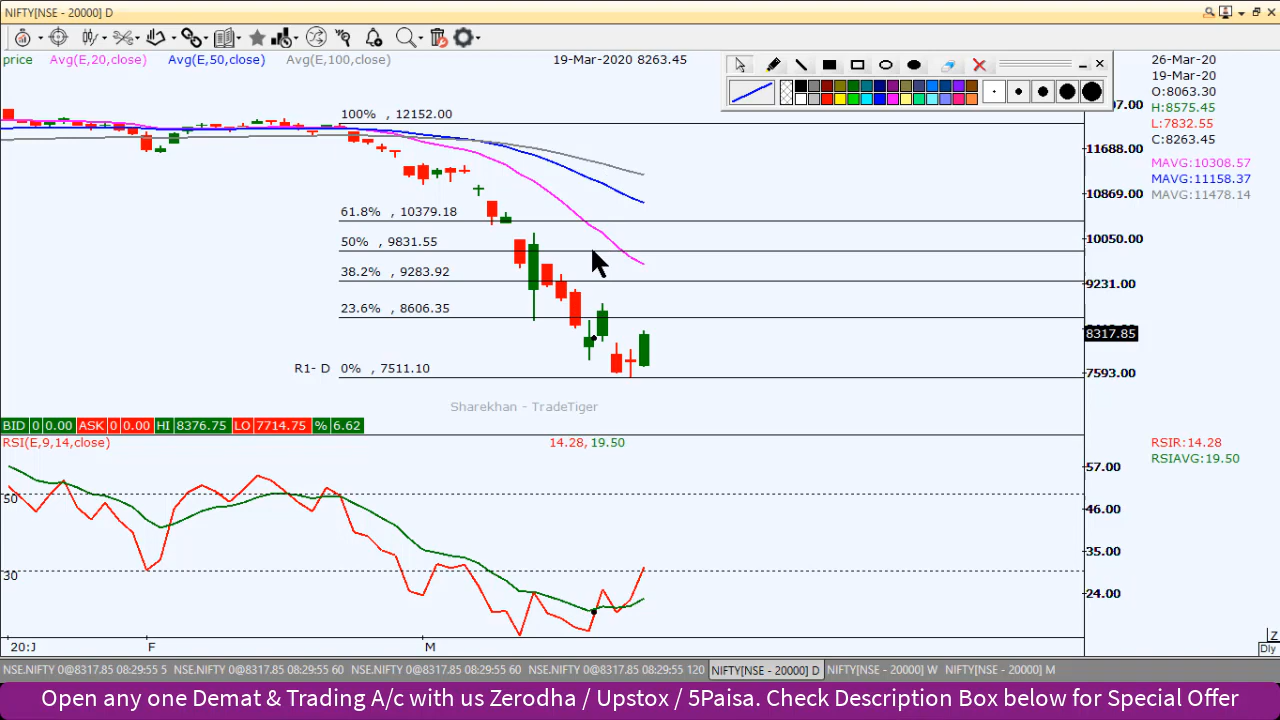 NIFTY[NSE - 20000] D
price Avg(E,20,close) Avg(E,50,close) Avg(E,100,close) 19-Mar-2020 8263.45
26-Mar-20
19-Mar-20
O:8063.30
H:8575.45
L:7832.55
C:8263.45
MAVG:10308.57
MAVG:11158.37
MAVG:11478.14
100% , 12152.00
61.8% , 10379.18
50% , 9831.55
38.2% , 9283.92
23.6% , 8606.35
R1- D 0% , 7511.10
11688.00
10869.00
10050.00
9231.00
8317.85
7593.00
Sharekhan - TradeTiger
BID 0 0.00 ASK 0 0.00 HI 8376.75 LO 7714.75 % 6.62
RSI(E,9,14,close) 14.28, 19.50
RSIR:14.28
RSIAVG:19.50
57.00
50
46.00
35.00
30
24.00
20:J F M
Z
Dly
NSE.NIFTY 0@8317.85 08:29:55 5 NSE.NIFTY 0@8317.85 08:29:55 60 NSE.NIFTY 0@8317.85 08:29:55 60 NSE.NIFTY 0@8317.85 08:29:55 120 NIFTY[NSE - 20000] D NIFTY[NSE - 20000] W NIFTY[NSE - 20000] M
Open any one Demat & Trading A/c with us Zerodha / Upstox / 5Paisa. Check Description Box below for Special Offer